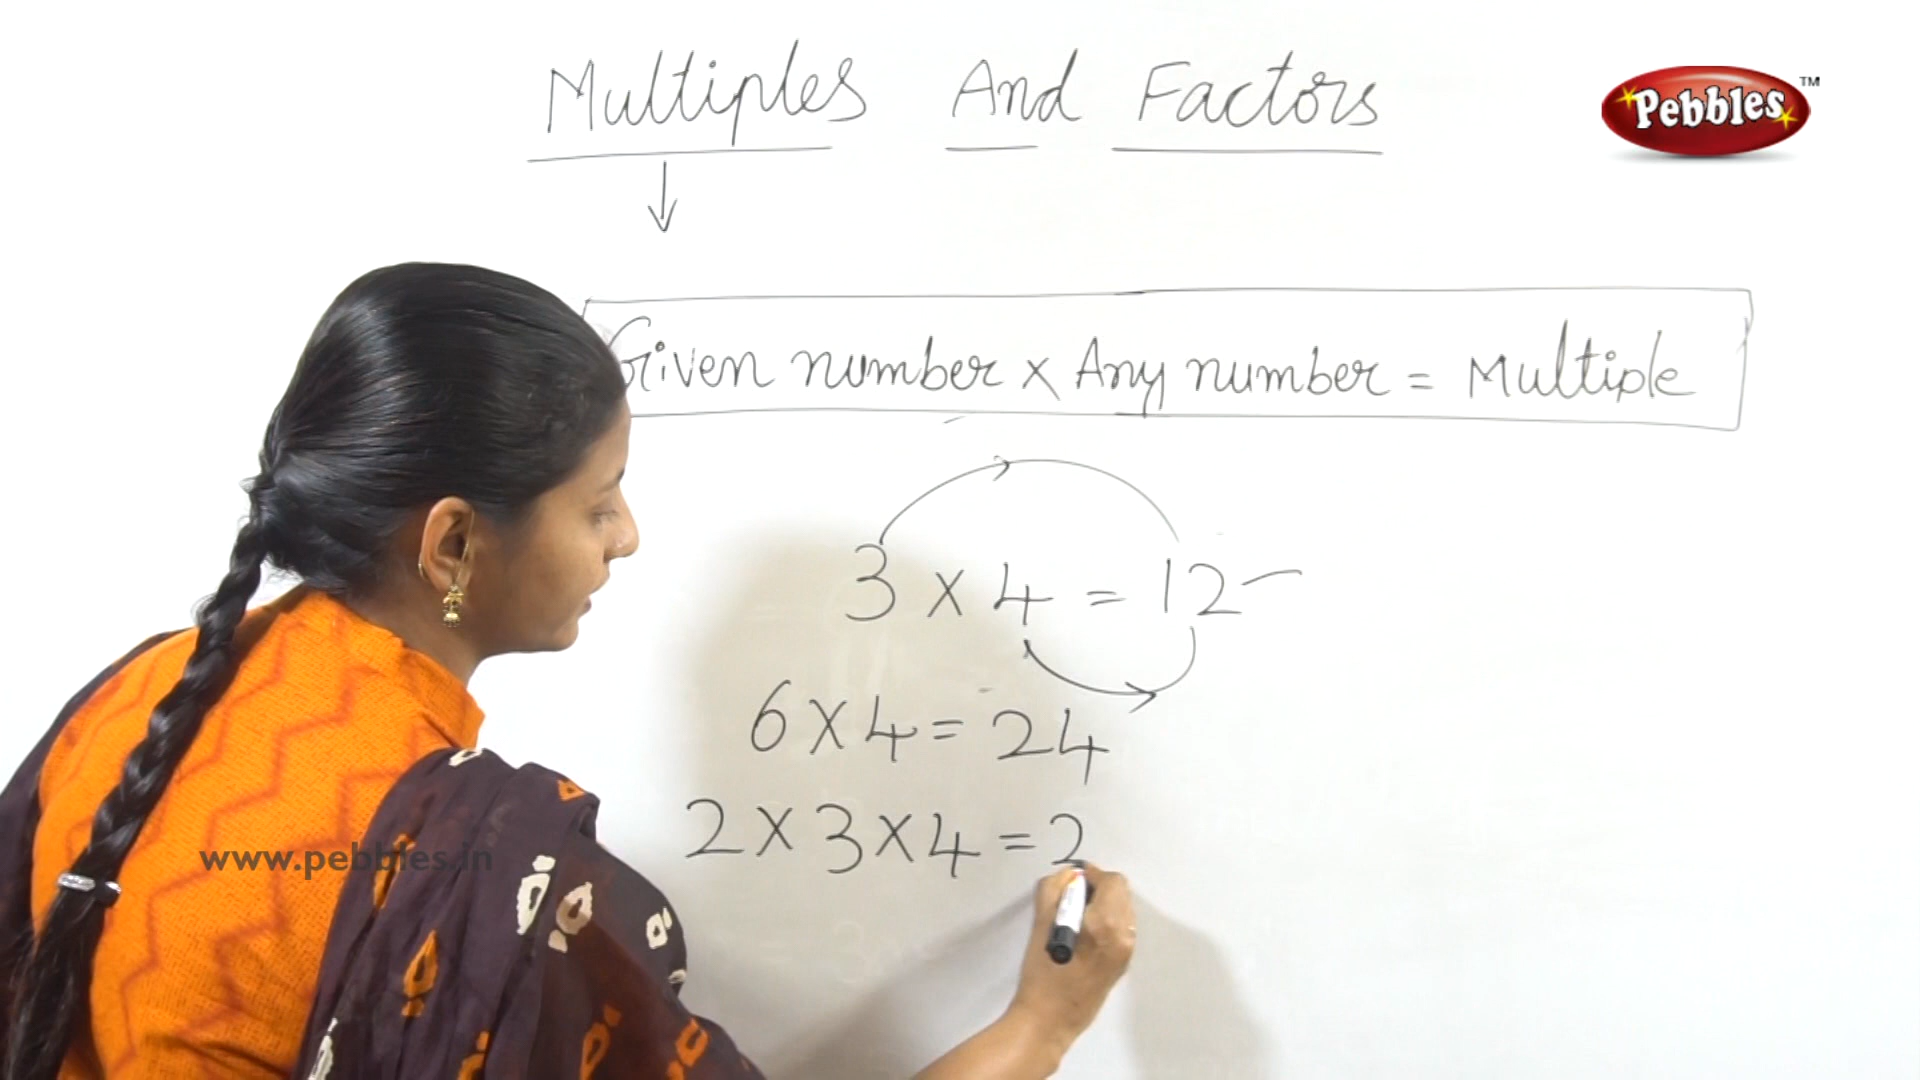 Multiples And Factors
Pebbles™
Given number x Any number = Multiple
3 x 4 = 12
6 x 4 = 24
2 x 3 x 4 = 2
www.pebbles.in